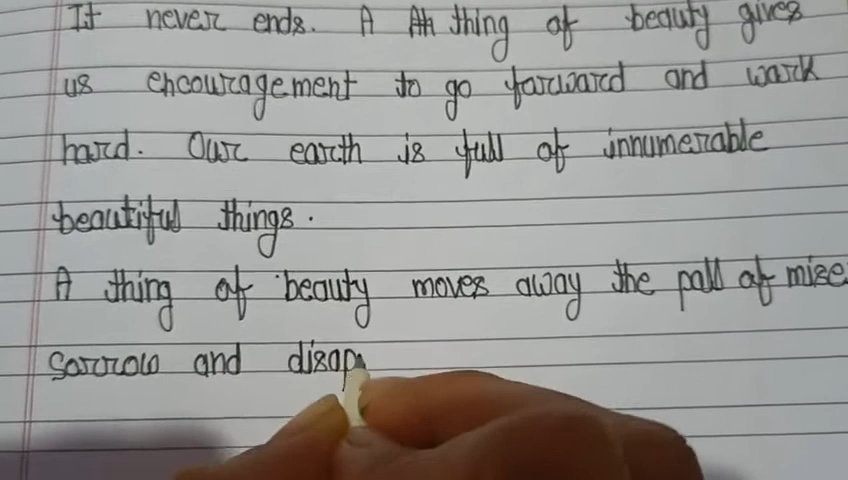 It never ends. A Ah thing of beauty gives
us encouragement to go forward and work
hard. Our earth is full of innumerable
beautiful things.
A thing of beauty moves away the pall of mise
sorrow and disap